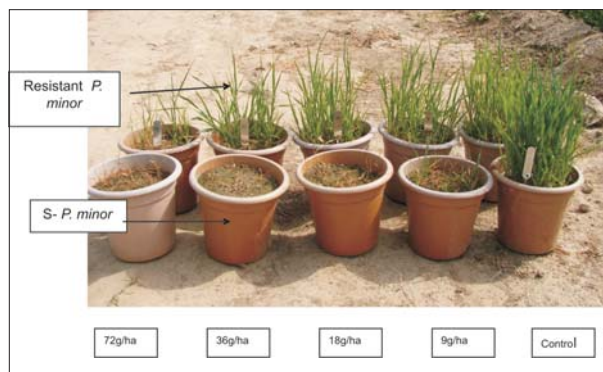 Resistant P.
minor
S- P. minor
72g/ha
36g/ha
18g/ha
9g/ha
Control